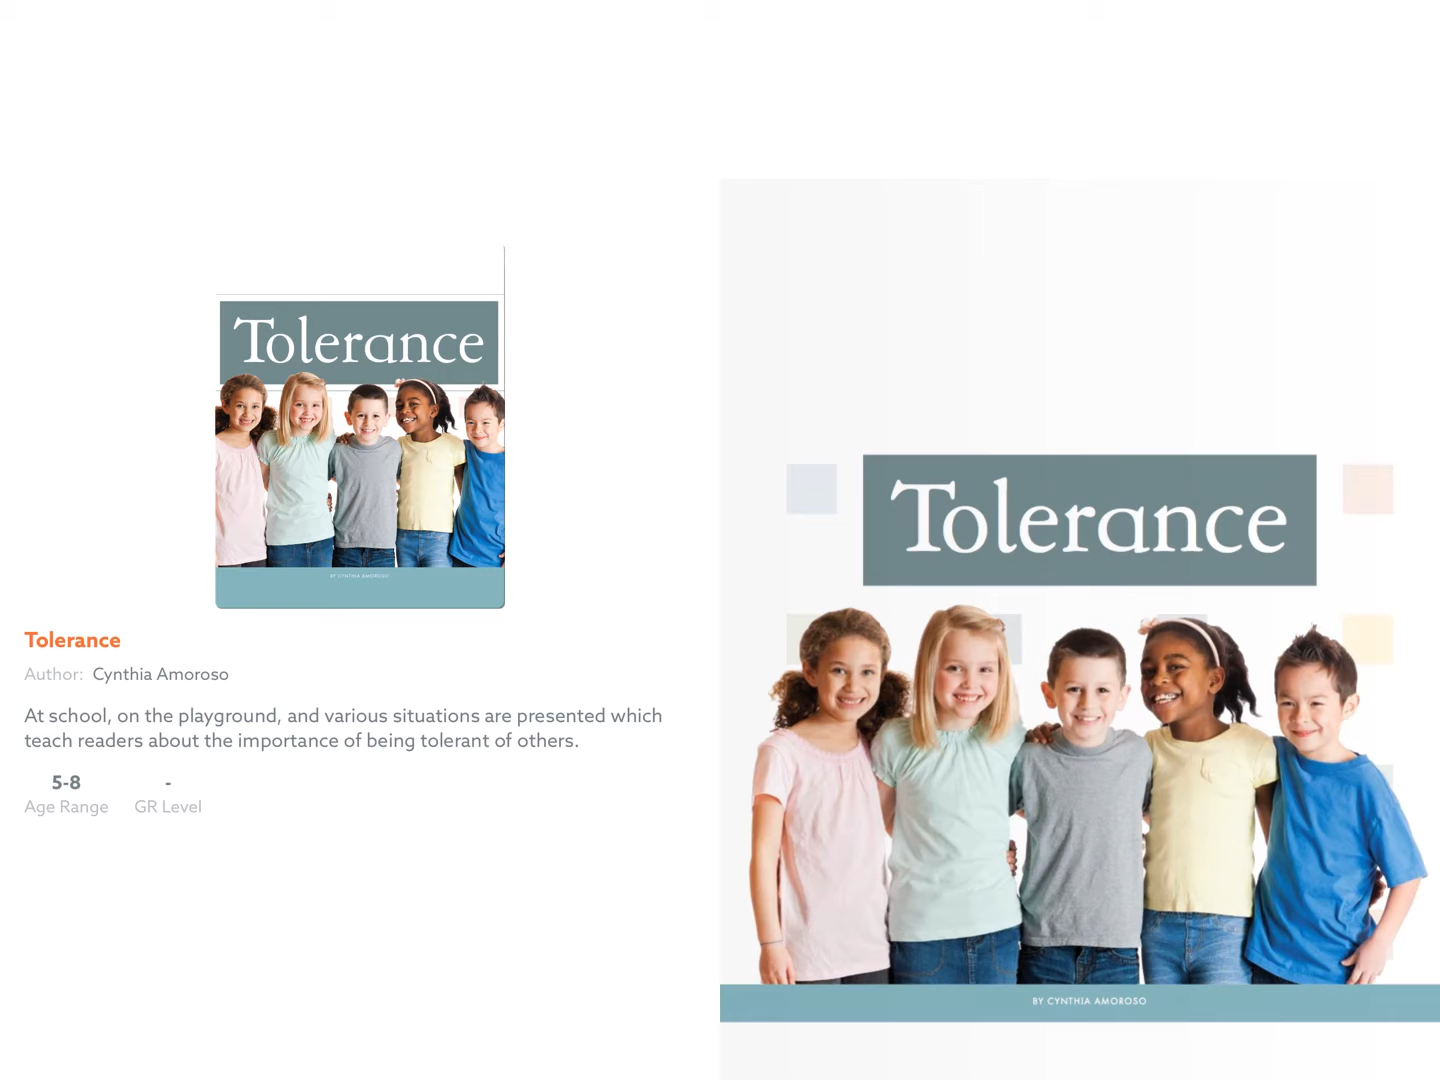 Tolerance
BY CYNTHIA AMOROSO
Tolerance
Author: Cynthia Amoroso
At school, on the playground, and various situations are presented which
teach readers about the importance of being tolerant of others.
5-8 -
Age Range GR Level
Tolerance
BY CYNTHIA AMOROSO